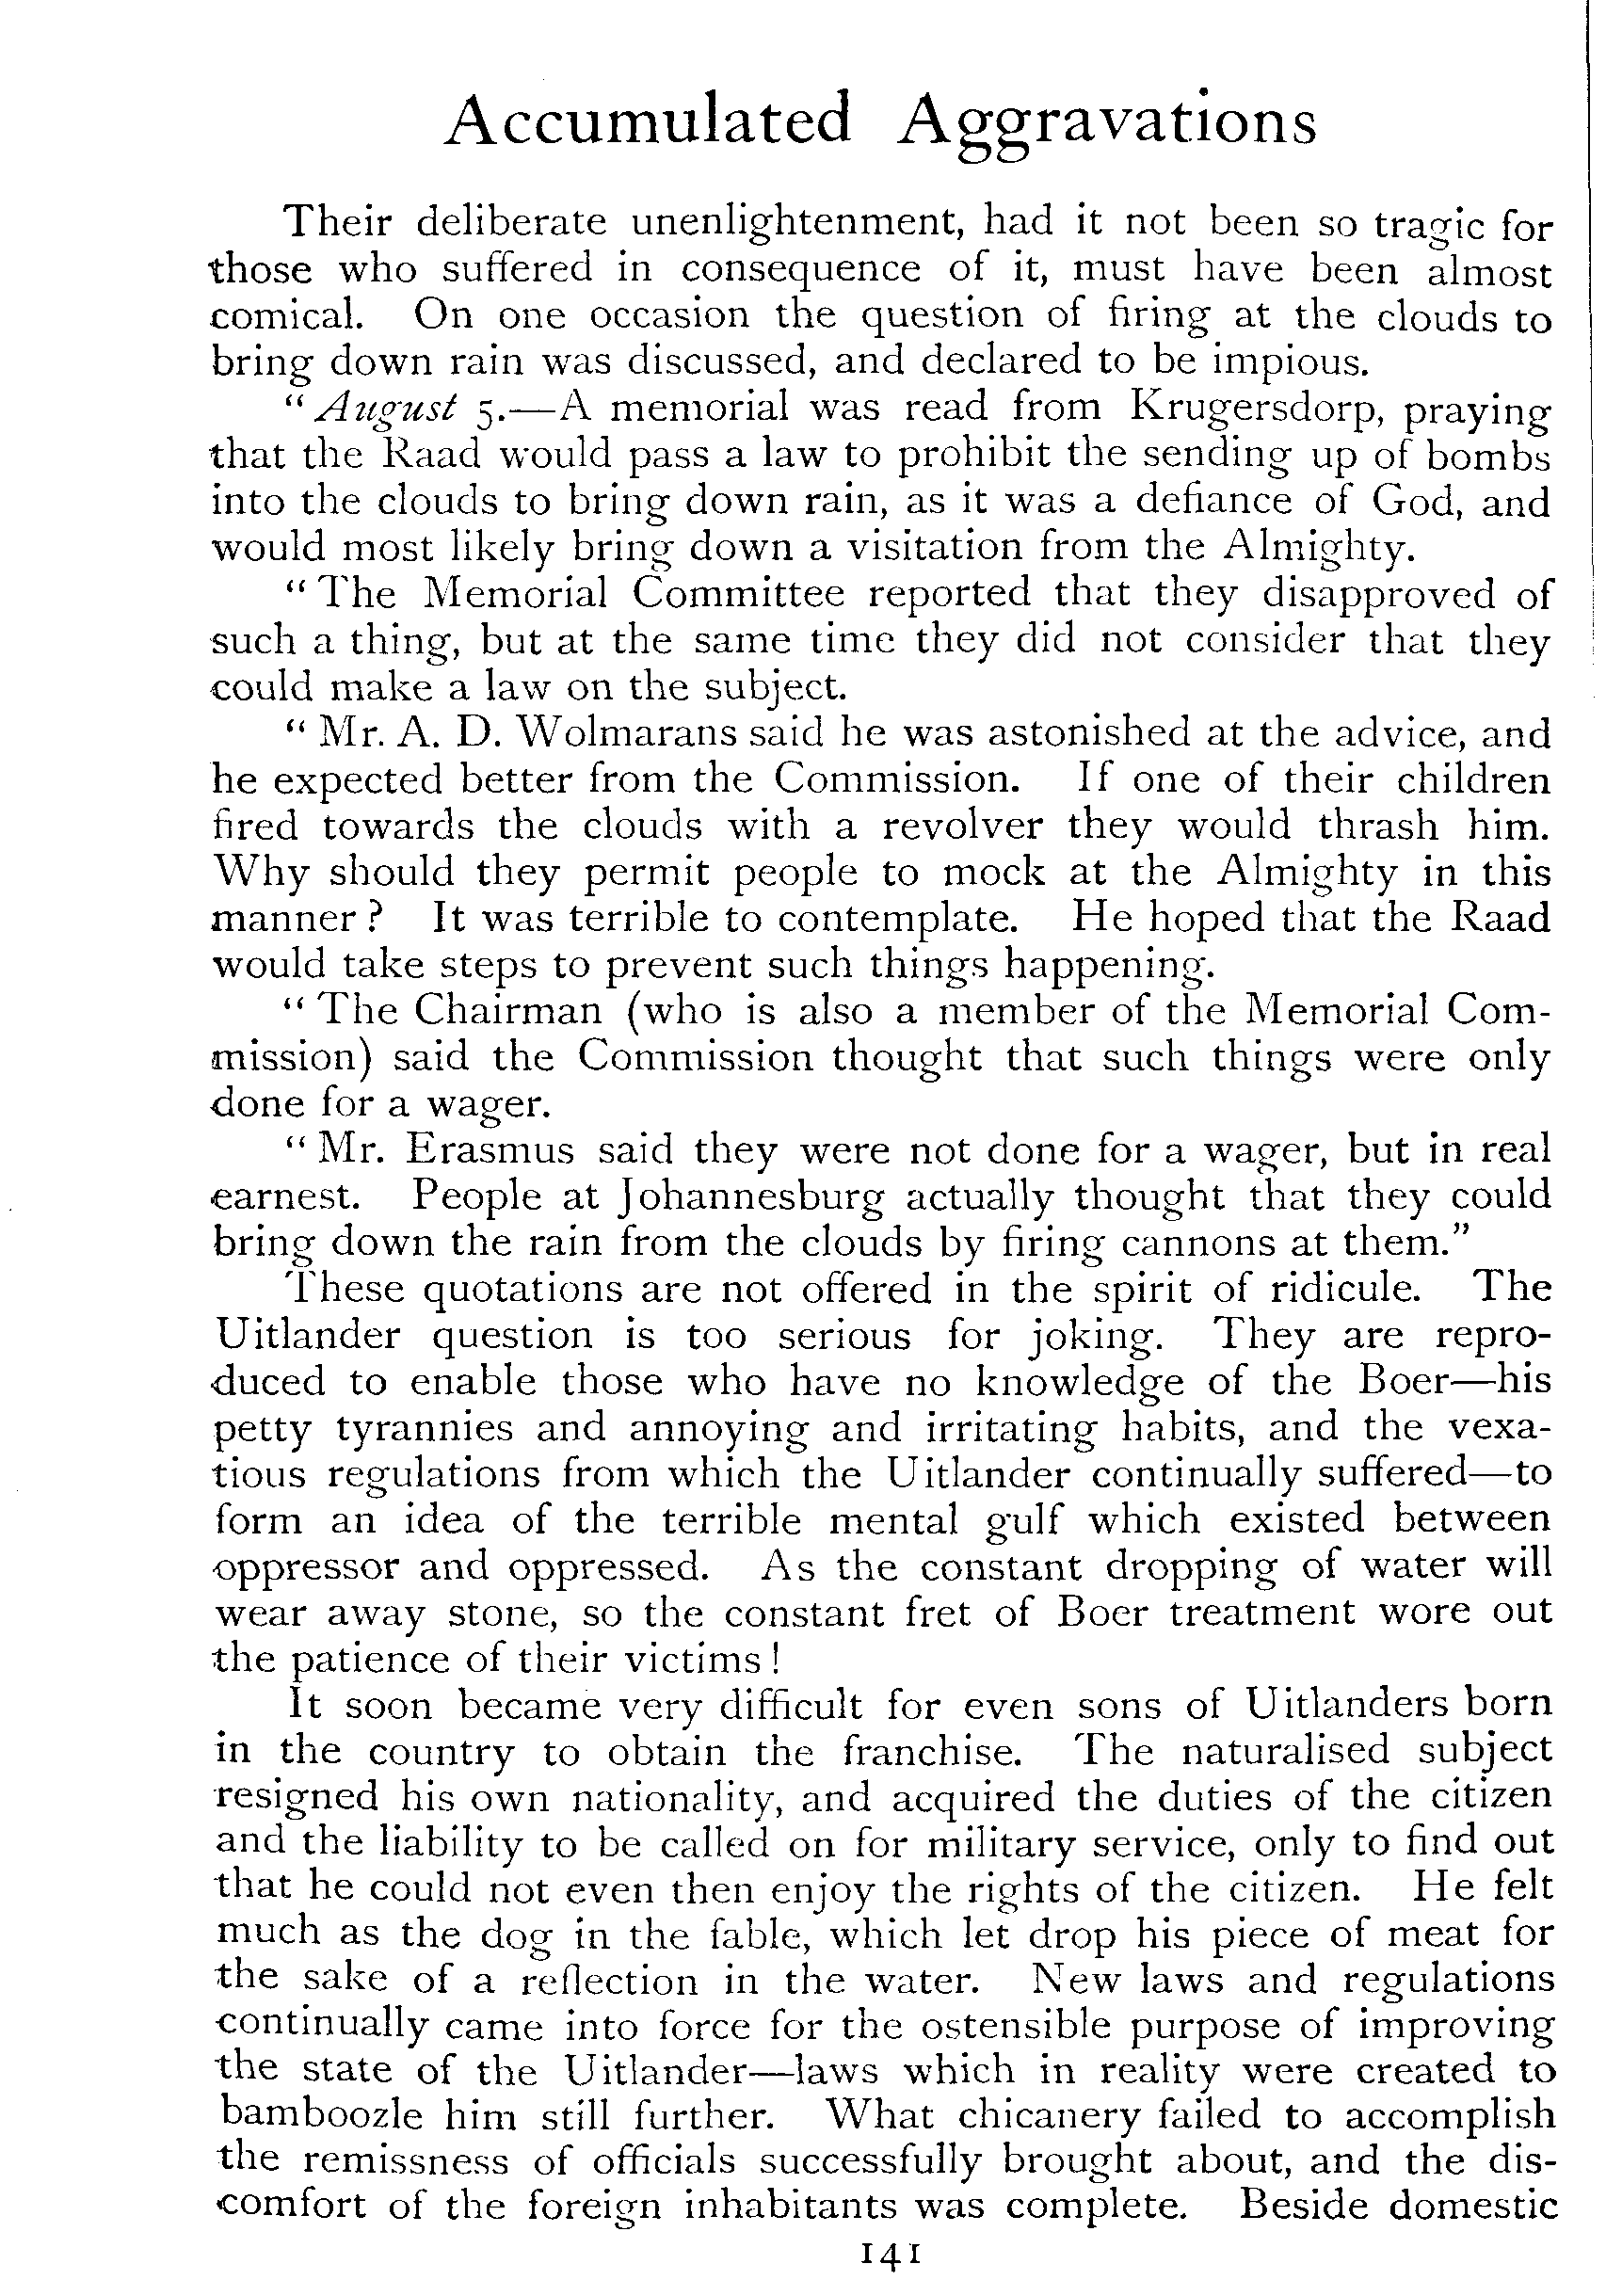 Accumulated Aggravations
Their deliberate unenlightenment, had it not been so tragic for
those who suffered in consequence of it, must have been almost
comical. On one occasion the question of firing at the clouds to
bring down rain was discussed, and declared to be impious.
“ August 5.—A memorial was read from Krugersdorp, praying
that the Raad would pass a law to prohibit the sending up of bombs
into the clouds to bring down rain, as it was a defiance of God, and
would most likely bring down a visitation from the Almighty.
“ The Memorial Committee reported that they disapproved of
such a thing, but at the same time they did not consider that they
could make a law on the subject.
“ Mr. A. D. Wolmarans said he was astonished at the advice, and
he expected better from the Commission. If one of their children
fired towards the clouds with a revolver they would thrash him.
Why should they permit people to mock at the Almighty in this
manner ? It was terrible to contemplate. He hoped that the Raad
would take steps to prevent such things happening.
“ The Chairman (who is also a member of the Memorial Com-
mission) said the Commission thought that such things were only
done for a wager.
“ Mr. Erasmus said they were not done for a wager, but in real
earnest. People at Johannesburg actually thought that they could
bring down the rain from the clouds by firing cannons at them.”
These quotations are not offered in the spirit of ridicule. The
Uitlander question is too serious for joking. They are repro-
duced to enable those who have no knowledge of the Boer—his
petty tyrannies and annoying and irritating habits, and the vexa-
tious regulations from which the Uitlander continually suffered—to
form an idea of the terrible mental gulf which existed between
oppressor and oppressed. As the constant dropping of water will
wear away stone, so the constant fret of Boer treatment wore out
the patience of their victims !
It soon became very difficult for even sons of Uitlanders born
in the country to obtain the franchise. The naturalised subject
resigned his own nationality, and acquired the duties of the citizen
and the liability to be called on for military service, only to find out
that he could not even then enjoy the rights of the citizen. He felt
much as the dog in the fable, which let drop his piece of meat for
the sake of a reflection in the water. New laws and regulations
continually came into force for the ostensible purpose of improving
the state of the Uitlander—laws which in reality were created to
bamboozle him still further. What chicanery failed to accomplish
the remissness of officials successfully brought about, and the dis-
comfort of the foreign inhabitants was complete. Beside domestic
141